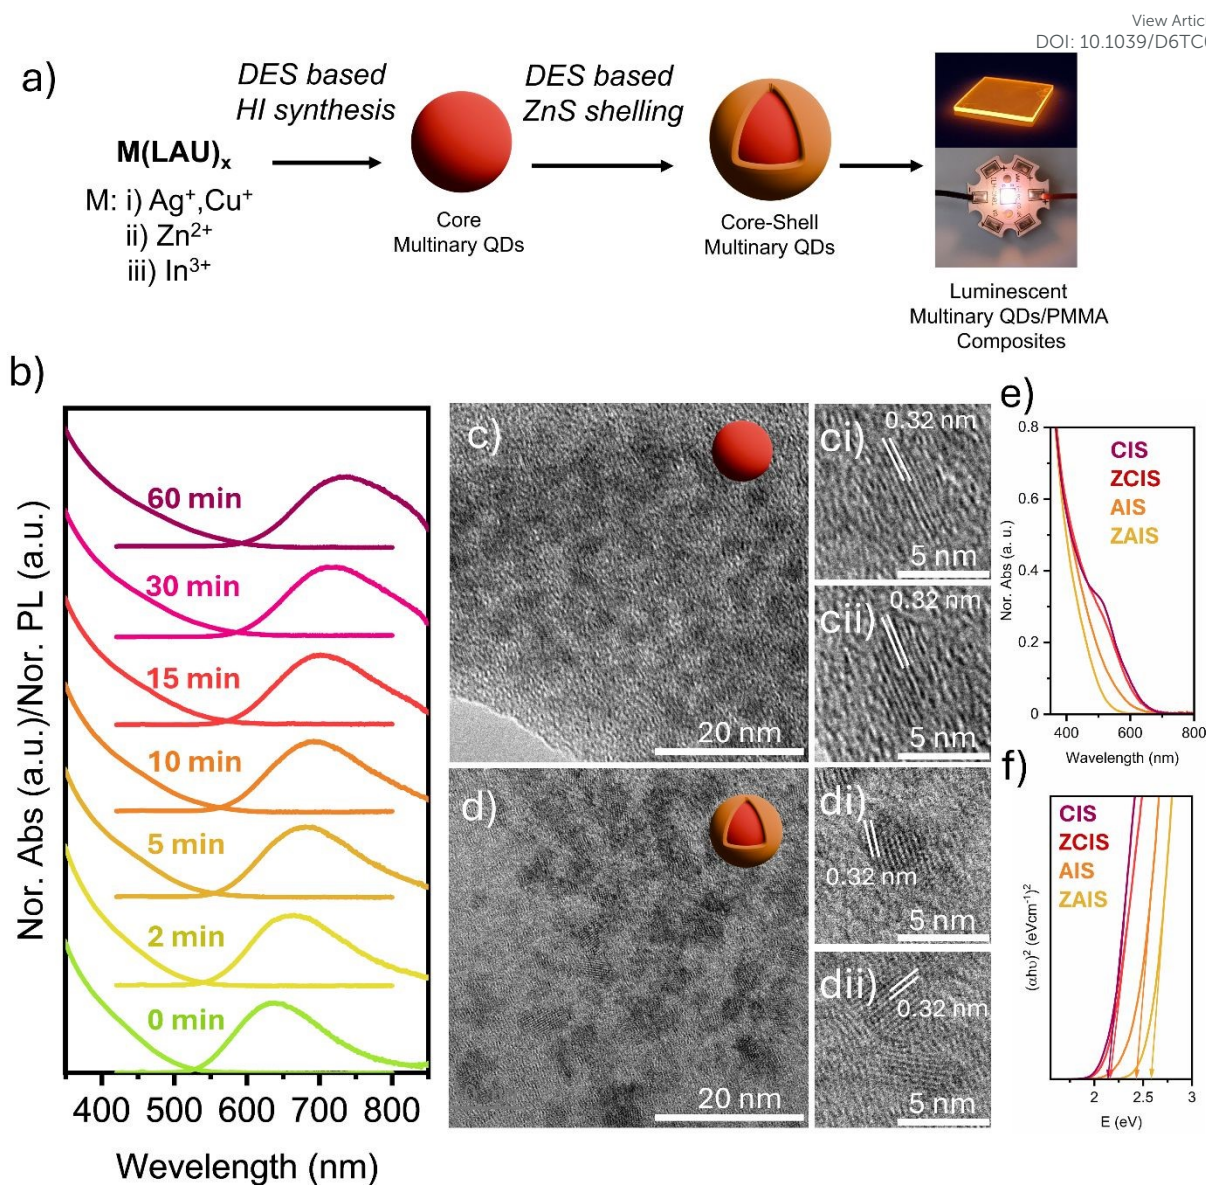 View Artic
DOI: 10.1039/D6TC
a)
DES based
HI synthesis
DES based
ZnS shelling
M(LAU)x
M: i) Ag+,Cu+
ii) Zn2+
iii) In3+
Core
Multinary QDs
Core-Shell
Multinary QDs
Luminescent
Multinary QDs/PMMA
Composites
b)
Nor. Abs (a.u.)/Nor. PL (a.u.)
60 min
30 min
15 min
10 min
5 min
2 min
0 min
400 500 600 700 800
Wevelength (nm)
c)
20 nm
ci)
0.32 nm
5 nm
cii)
0.32 nm
5 nm
d)
20 nm
di)
0.32 nm
5 nm
dii)
0.32 nm
5 nm
e)
Nor. Abs (a. u.)
0.8
0.6
0.4
0.2
0
CIS
ZCIS
AIS
ZAIS
400 600 800
Wavelength (nm)
f)
(αhυ)2 (eVcm-1)2
CIS
ZCIS
AIS
ZAIS
2 2.5 3
E (eV)